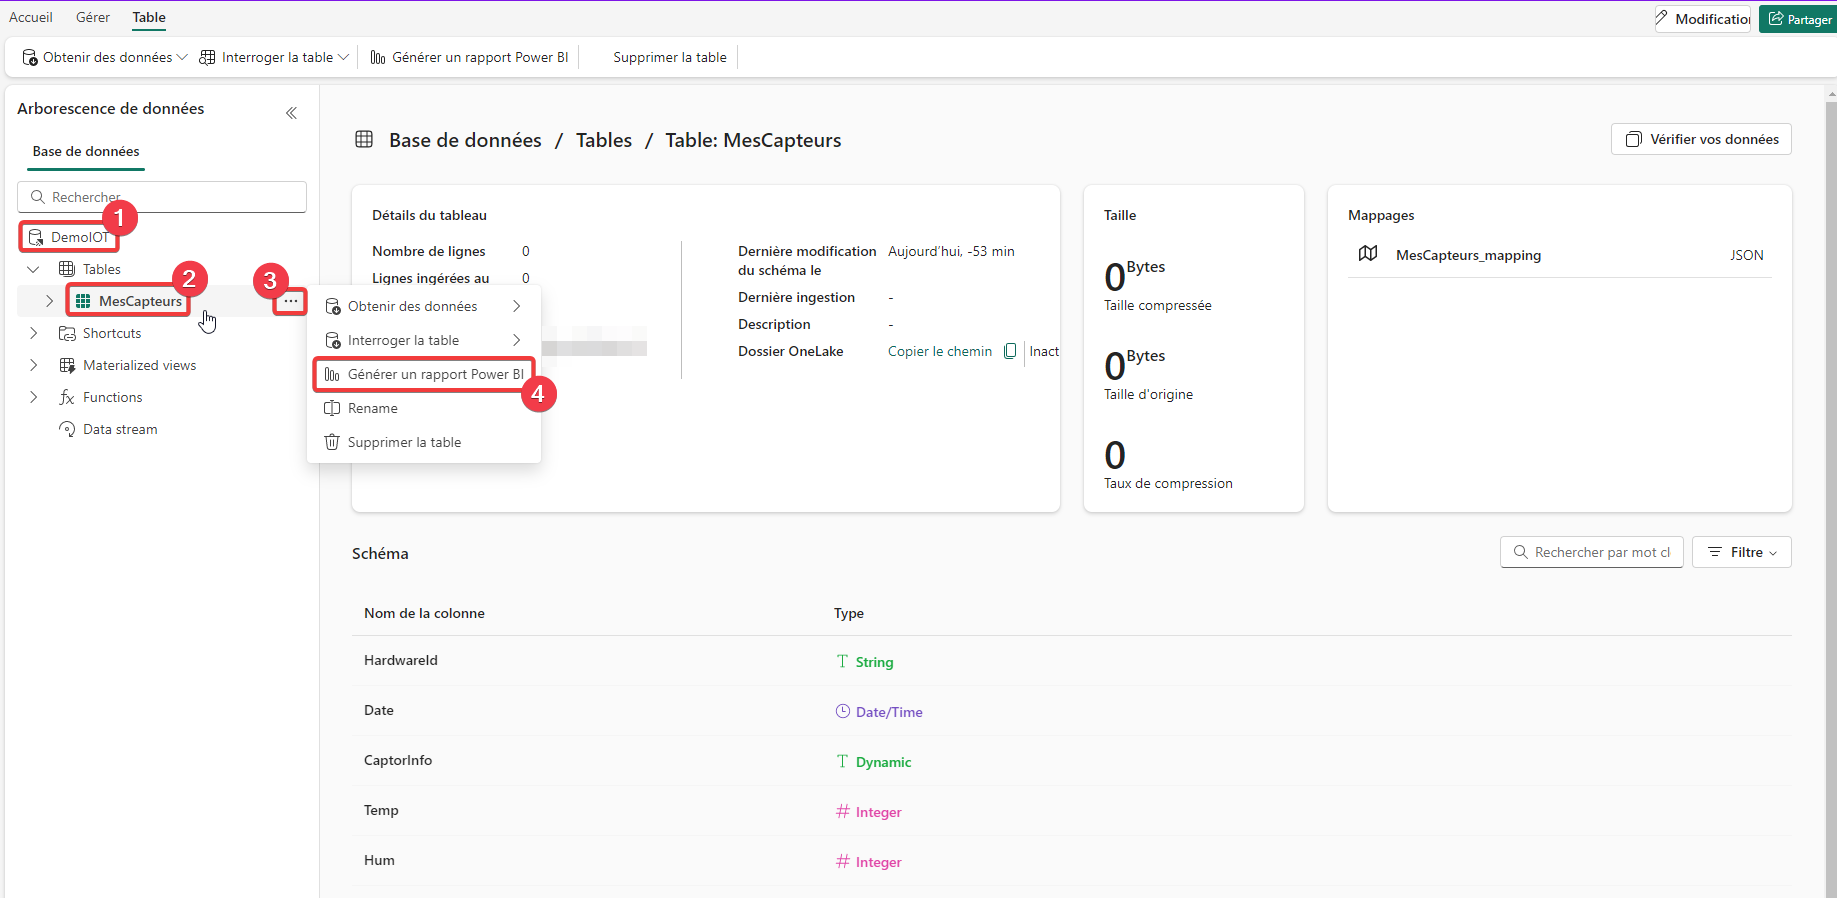 Accueil Gérer Table
Modification Partager
Obtenir des données Interroger la table Générer un rapport Power BI Supprimer la table
Arborescence de données
Base de données
Rechercher
1
DemoIOT
Tables
2
MesCapteurs
3
Shortcuts
Materialized views
Functions
Data stream
Obtenir des données
Interroger la table
Générer un rapport Power BI
4
Rename
Supprimer la table
Base de données / Tables / Table: MesCapteurs
Vérifier vos données
Détails du tableau
Nombre de lignes 0
Lignes ingérées au 0
Dernière modification du schéma le Aujourd'hui, -53 min
Dernière ingestion -
Description -
Dossier OneLake Copier le chemin Inact
Taille
0 Bytes
Taille compressée
0 Bytes
Taille d'origine
0
Taux de compression
Mappages
MesCapteurs_mapping JSON
Schéma
Rechercher par mot cl
Filtre
Nom de la colonne Type
HardwareId String
Date Date/Time
CaptorInfo Dynamic
Temp Integer
Hum Integer